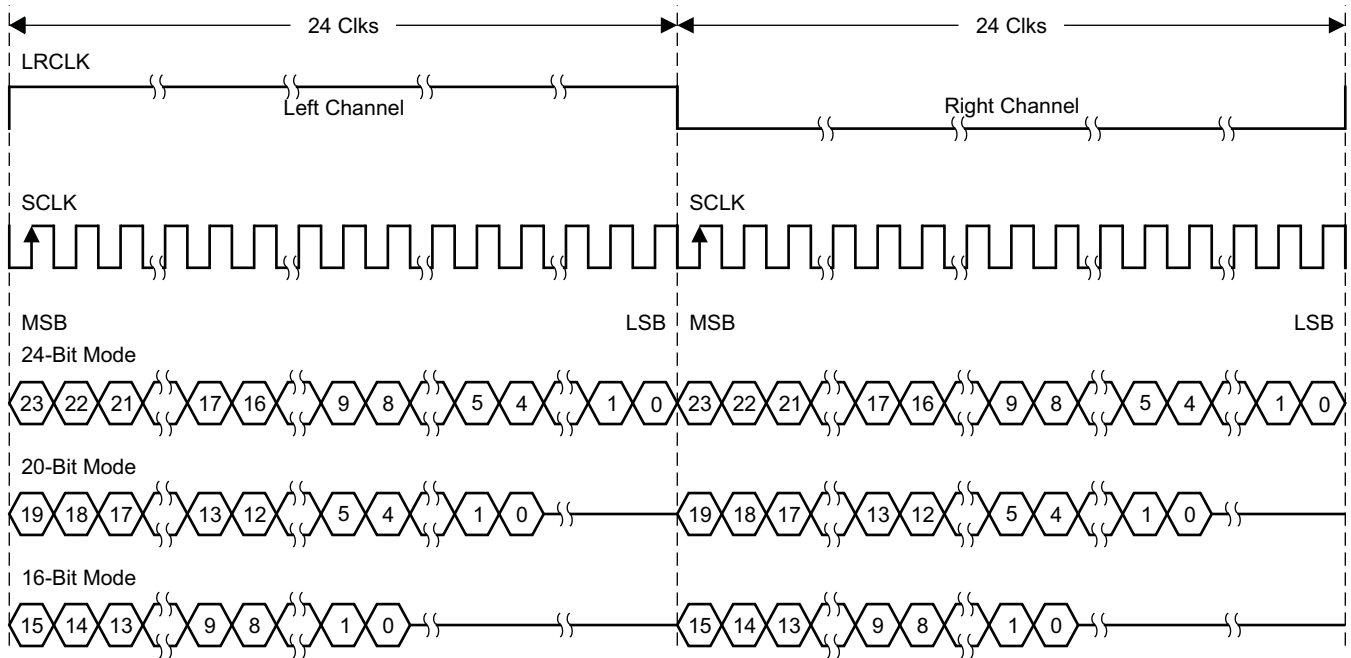 24 Clks 24 Clks
LRCLK
Left Channel Right Channel
SCLK SCLK
MSB LSB MSB LSB
24-Bit Mode
23 22 21 17 16 9 8 5 4 1 0 23 22 21 17 16 9 8 5 4 1 0
20-Bit Mode
19 18 17 13 12 5 4 1 0 19 18 17 13 12 5 4 1 0
16-Bit Mode
15 14 13 9 8 1 0 15 14 13 9 8 1 0